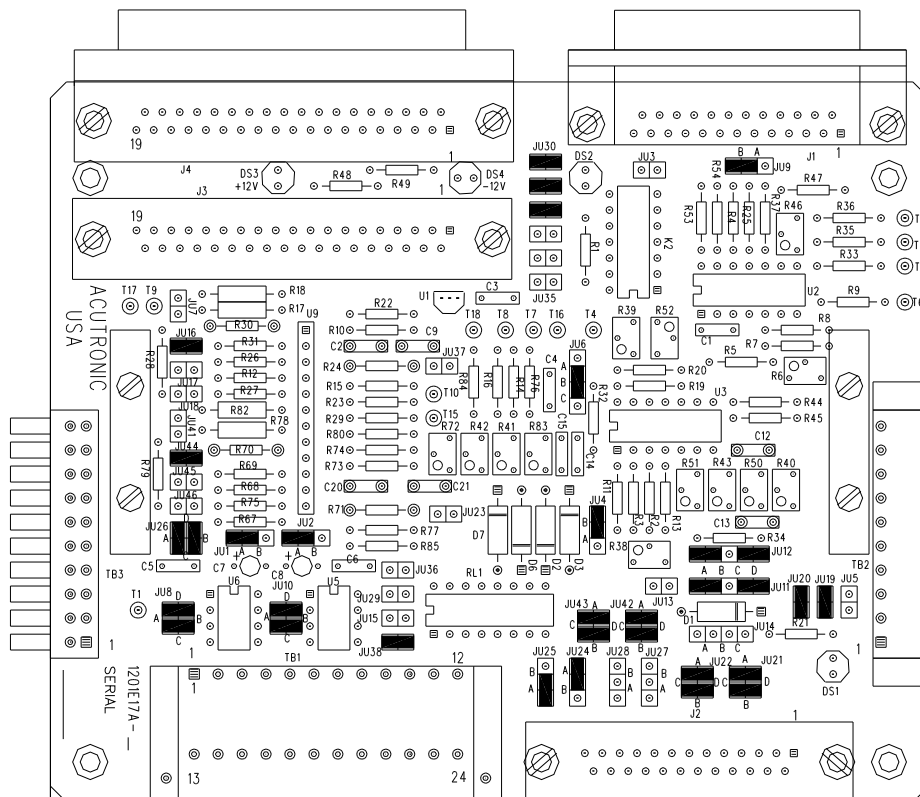 19
1
J4
DS3
+12V
R48
R49
1
DS4
-12V
J3
19
JU30
DS2
JU3
B A
JU9
R54
J1
1
R47
R53
R4
R25
R37
R46
R36
R35
R33
R1
K2
JU35
U2
R9
T6
ACUTRONIC
USA
T17
T9
JU7
R18
R17
U9
R22
U1
C3
T18
T8
T7
T16
T4
R39
R52
C1
R8
R7
R30
R10
C2
C9
JU16
R28
R31
R26
R12
R27
R24
JU37
JU6
A
B
C
R5
R6
JU17
R15
T10
R84
R16
R14
R76
C4
R32
R20
R19
U3
JU18
R82
R78
R23
R29
T15
R44
R45
JU41
R80
R72
R42
R41
R83
C15
C14
C12
JU44
R70
R74
R73
R79
R69
JU45
R68
C20
C21
R51
R43
R50
R40
JU46
R75
R67
R71
JU23
D7
D6
D2
D3
JU4
A
B
R11
R3
R2
R13
C13
JU26
D
A B
C
JU1
A B
JU2
A B
R77
R85
R38
R34
JU12
A B C D
C5
C7
C8
C6
JU36
RL1
TB3
U6
U5
JU29
JU13
JU11
JU20
JU19
JU5
TB2
JU8
D
A B
C
JU10
D
A B
C
JU15
JU43
A
C D
B
JU42
A
C D
B
D1
JU14
A B C D
R21
T1
1
1
JU38
TB1
12
1
JU25
B
A
JU24
B
A
JU28
B
A
JU27
B
A
JU22
A
C D
B
JU21
A
C D
B
DS1
1
1201E17A-
SERIAL
J2
1
13
24